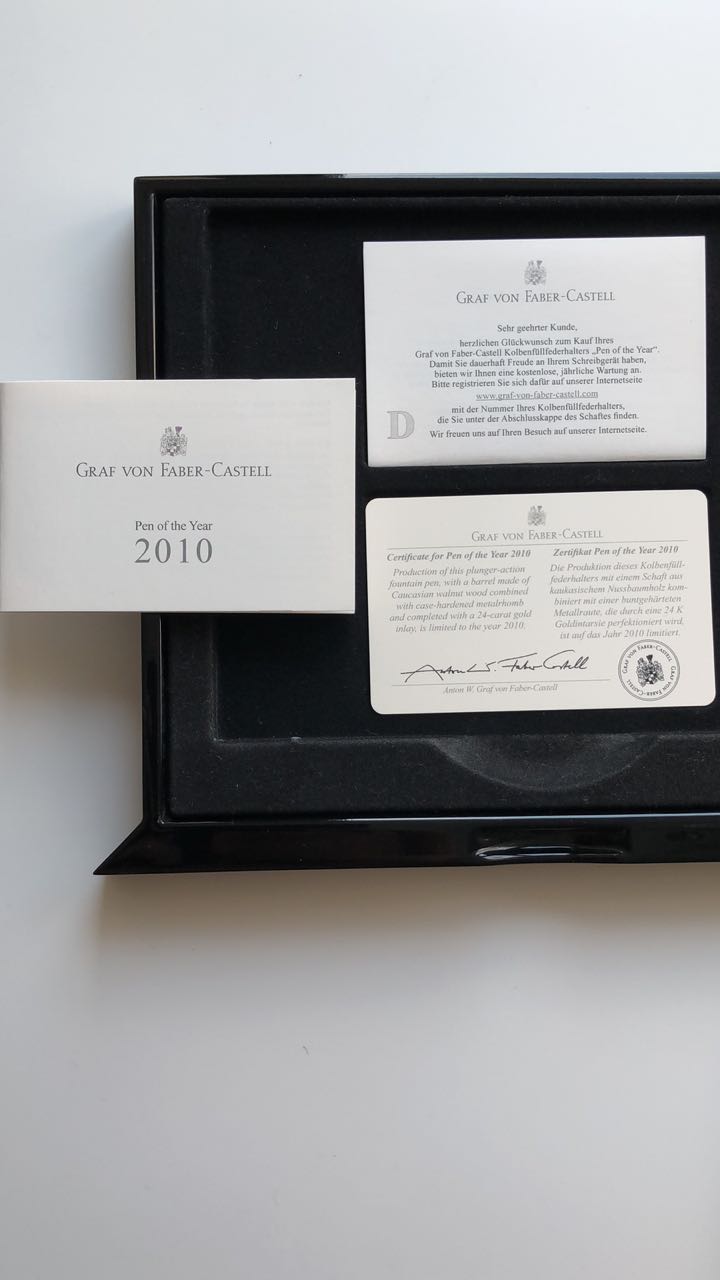 GRAF VON FABER-CASTELL
Pen of the Year
2010
GRAF VON FABER-CASTELL
Sehr geehrter Kunde,
herzlichen Glückwunsch zum Kauf Ihres
Graf von Faber-Castell Kolbenfüllfederhalters „Pen of the Year“.
Damit Sie dauerhaft Freude an Ihrem Schreibgerät haben,
bieten wir Ihnen eine kostenlose, jährliche Wartung an.
Bitte registrieren Sie sich dafür auf unserer Internetseite
www.graf-von-faber-castell.com
mit der Nummer Ihres Kolbenfüllfederhalters,
die Sie unter der Abschlusskappe des Schaftes finden.
Wir freuen uns auf Ihren Besuch auf unserer Internetseite.
D
GRAF VON FABER-CASTELL
Certificate for Pen of the Year 2010
Production of this plunger-action
fountain pen, with a barrel made of
Caucasian walnut wood combined
with case-hardened metalrhomb
and completed with a 24-carat gold
inlay, is limited to the year 2010.
Zertifikat Pen of the Year 2010
Die Produktion dieses Kolbenfüll-
federhalters mit einem Schaft aus
kaukasischem Nussbaumholz kom-
biniert mit einer buntgehärteten
Metallraute, die durch eine 24 K
Goldintarsie perfektioniert wird,
ist auf das Jahr 2010 limitiert.
Anton W. Faber-Castell
Anton W. Graf von Faber-Castell
GRAF VON FABER-CASTELL
GRAF VON FABER-CASTELL